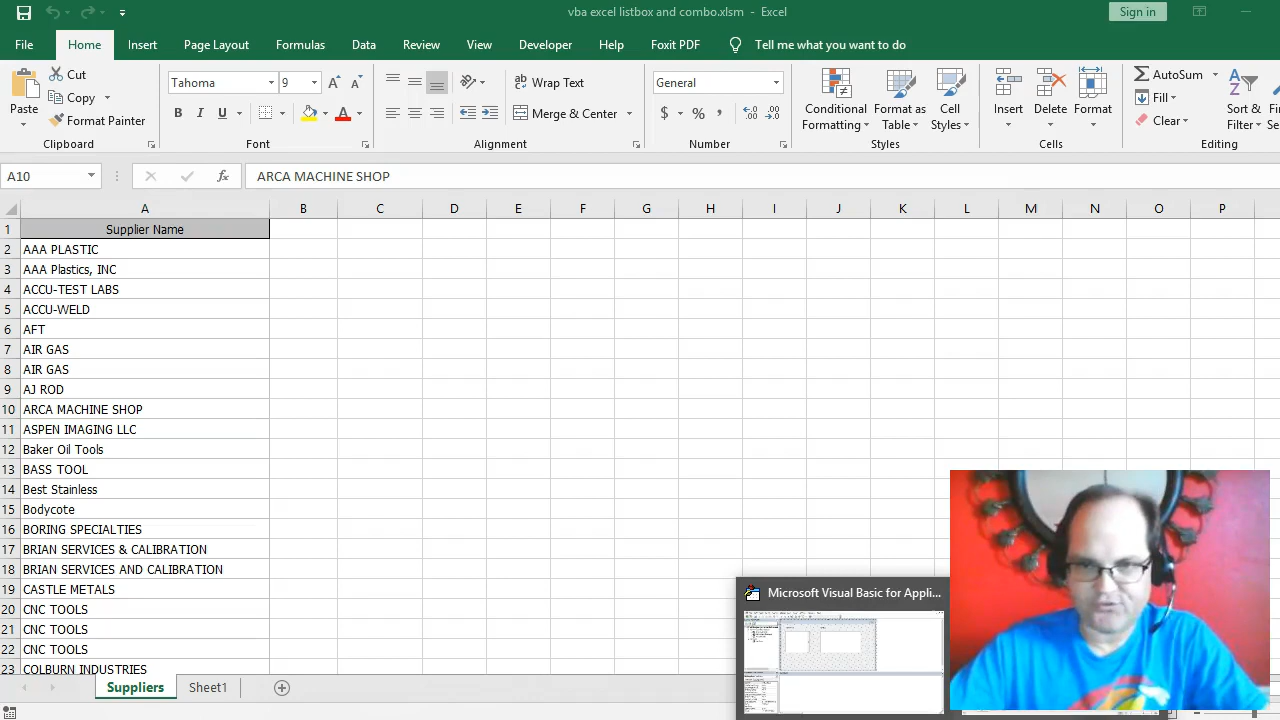 vba excel listbox and combo.xlsm - Excel
Sign in
File Home Insert Page Layout Formulas Data Review View Developer Help Foxit PDF Tell me what you want to do
Paste
Cut
Copy
Format Painter
Clipboard
Tahoma 9
B I U
Font
Wrap Text
Merge & Center
Alignment
General
$ % ,
Number
Conditional Formatting
Format as Table
Cell Styles
Styles
Insert
Delete
Format
Cells
AutoSum
Fill
Clear
Sort & Filter
Editing
A10 fx ARCA MACHINE SHOP
A B C D E F G H I J K L M N O P
1 Supplier Name
2 AAA PLASTIC
3 AAA Plastics, INC
4 ACCU-TEST LABS
5 ACCU-WELD
6 AFT
7 AIR GAS
8 AIR GAS
9 AJ ROD
10 ARCA MACHINE SHOP
11 ASPEN IMAGING LLC
12 Baker Oil Tools
13 BASS TOOL
14 Best Stainless
15 Bodycote
16 BORING SPECIALTIES
17 BRIAN SERVICES & CALIBRATION
18 BRIAN SERVICES AND CALIBRATION
19 CASTLE METALS
20 CNC TOOLS
21 CNC TOOLS
22 CNC TOOLS
23 COLBURN INDUSTRIES
Microsoft Visual Basic for Appli...
Suppliers Sheet1